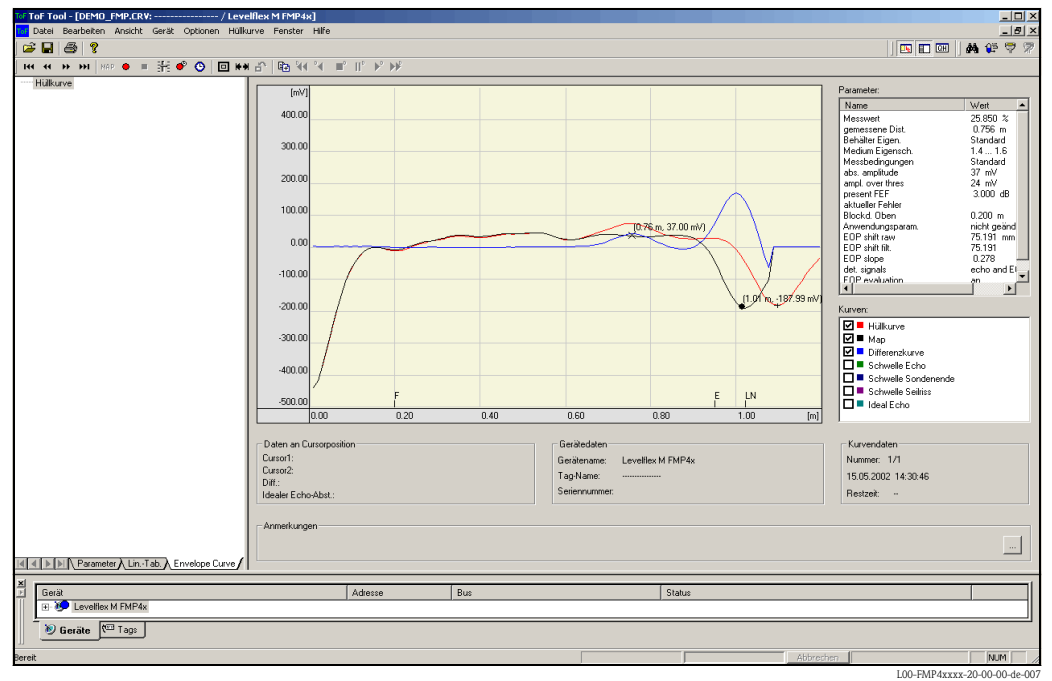 ToF Tool - [DEMO_FMP.CRV: ---------------- / Levelflex M FMP4x]
Datei Bearbeiten Ansicht Gerät Optionen Hüllkurve Fenster Hilfe
MAP
Hüllkurve
[mV]
400.00
300.00
200.00
100.00
0.00
-100.00
-200.00
-300.00
-400.00
-500.00
(0.76 m, 37.00 mV)
(1.01 m, -187.99 mV)
F E LN
0.00 0.20 0.40 0.60 0.80 1.00 [m]
Parameter:
Name Wert
Messwert 25.850 %
gemessene Dist. 0.756 m
Behälter Eigen. Standard
Medium Eigensch. 1.4 ... 1.6
Messbedingungen Standard
abs. amplitude 37 mV
ampl. over thres 24 mV
present FEF 3.000 dB
aktueller Fehler
Blockd. Oben 0.200 m
Anwendungsparam. nicht geänd
EOP shift raw 75.191 mm
EOP shift filt. 75.191
EOP slope 0.278
det. signals echo and E
EOP evaluation an
Kurven:
Hüllkurve
Map
Differenzkurve
Schwelle Echo
Schwelle Sondenende
Schwelle Seilriss
Ideal Echo
Daten an Cursorposition
Cursor1:
Cursor2:
Diff.:
Idealer Echo-Abst.:
Gerätedaten
Gerätename: Levelflex M FMP4x
Tag-Name: ----------------
Seriennummer:
Kurvendaten
Nummer: 1/1
15.05.2002 14:30:46
Restzeit: --
Anmerkungen
...
Parameter Lin.-Tab. Envelope Curve
Gerät Adresse Bus Status
Levelflex M FMP4x
Geräte Tags
Bereit Abbrechen NUM
L00-FMP4xxxx-20-00-00-de-007